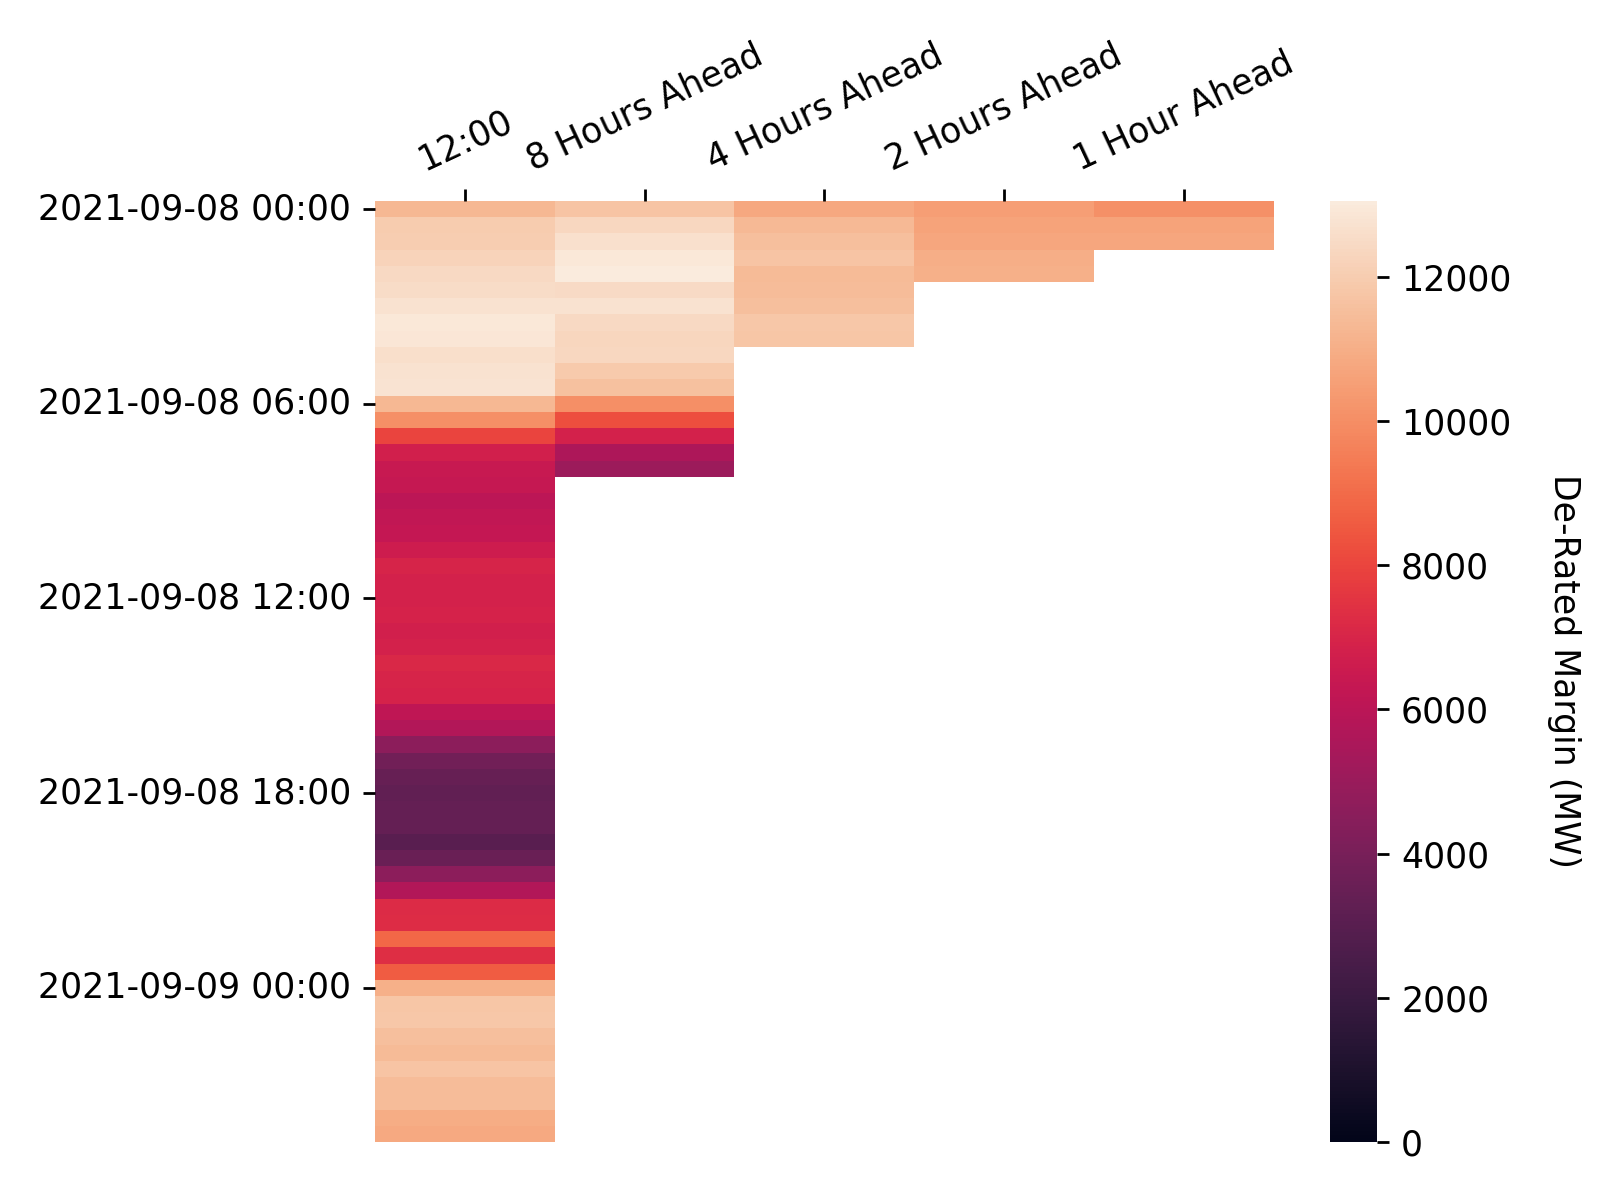 12:00
8 Hours Ahead
4 Hours Ahead
2 Hours Ahead
1 Hour Ahead
2021-09-08 00:00
2021-09-08 06:00
2021-09-08 12:00
2021-09-08 18:00
2021-09-09 00:00
12000
10000
8000
6000
4000
2000
0
De-Rated Margin (MW)